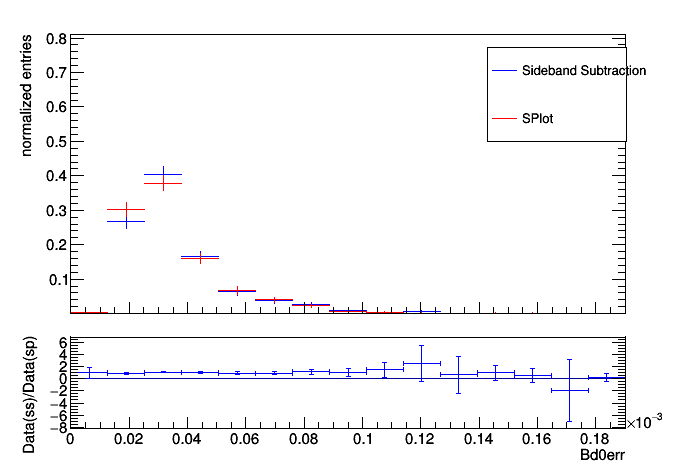 normalized entries
0.8
0.7
0.6
0.5
0.4
0.3
0.2
0.1
Sideband Subtraction
SPlot
Data(ss)/Data(sp)
6
4
2
0
−2
−4
−6
−8
0 0.02 0.04 0.06 0.08 0.1 0.12 0.14 0.16 0.18
×10−3
Bd0err